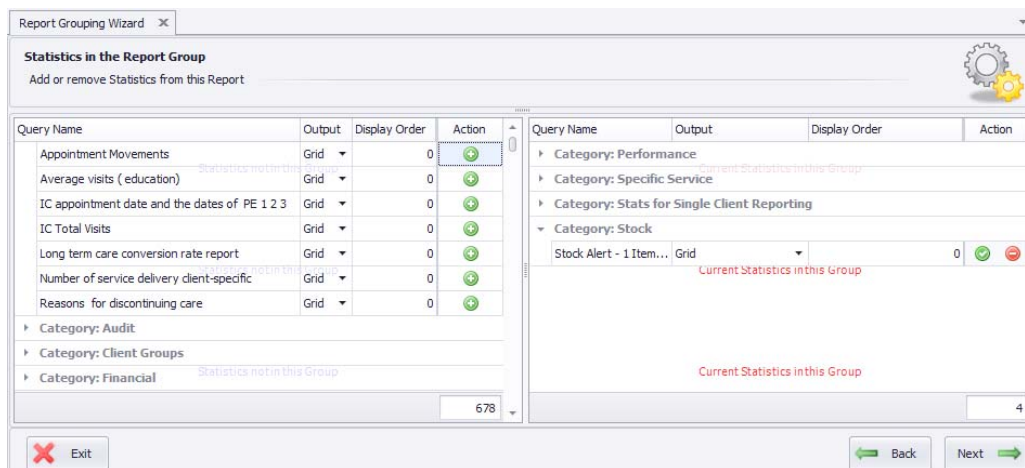 Report Grouping Wizard
Statistics in the Report Group
Add or remove Statistics from this Report
Query Name Output Display Order Action
Appointment Movements Grid 0
Statistics not in this Group
Average visits ( education) Grid 0
IC appointment date and the dates of PE 1 2 3 Grid 0
IC Total Visits Grid 0
Long term care conversion rate report Grid 0
Statistics not in this Group
Number of service delivery client-specific Grid 0
Reasons for discontinuing care Grid 0
Category: Audit
Category: Client Groups
Statistics not in this Group
Category: Financial
678
Query Name Output Display Order Action
Category: Performance
Current Statistics in this Group
Category: Specific Service
Category: Stats for Single Client Reporting
Category: Stock
Stock Alert - 1 Item... Grid 0
Current Statistics in this Group
Current Statistics in this Group
4
Exit Back Next